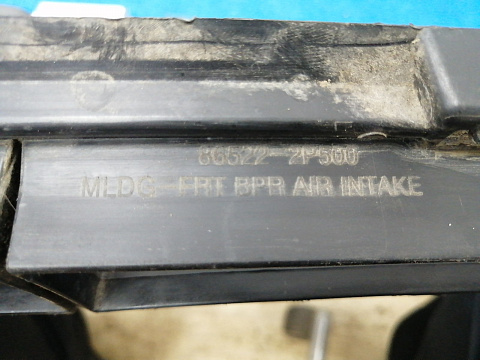 86522-2P500
MLDG-FRT BPR AIR INTAKE